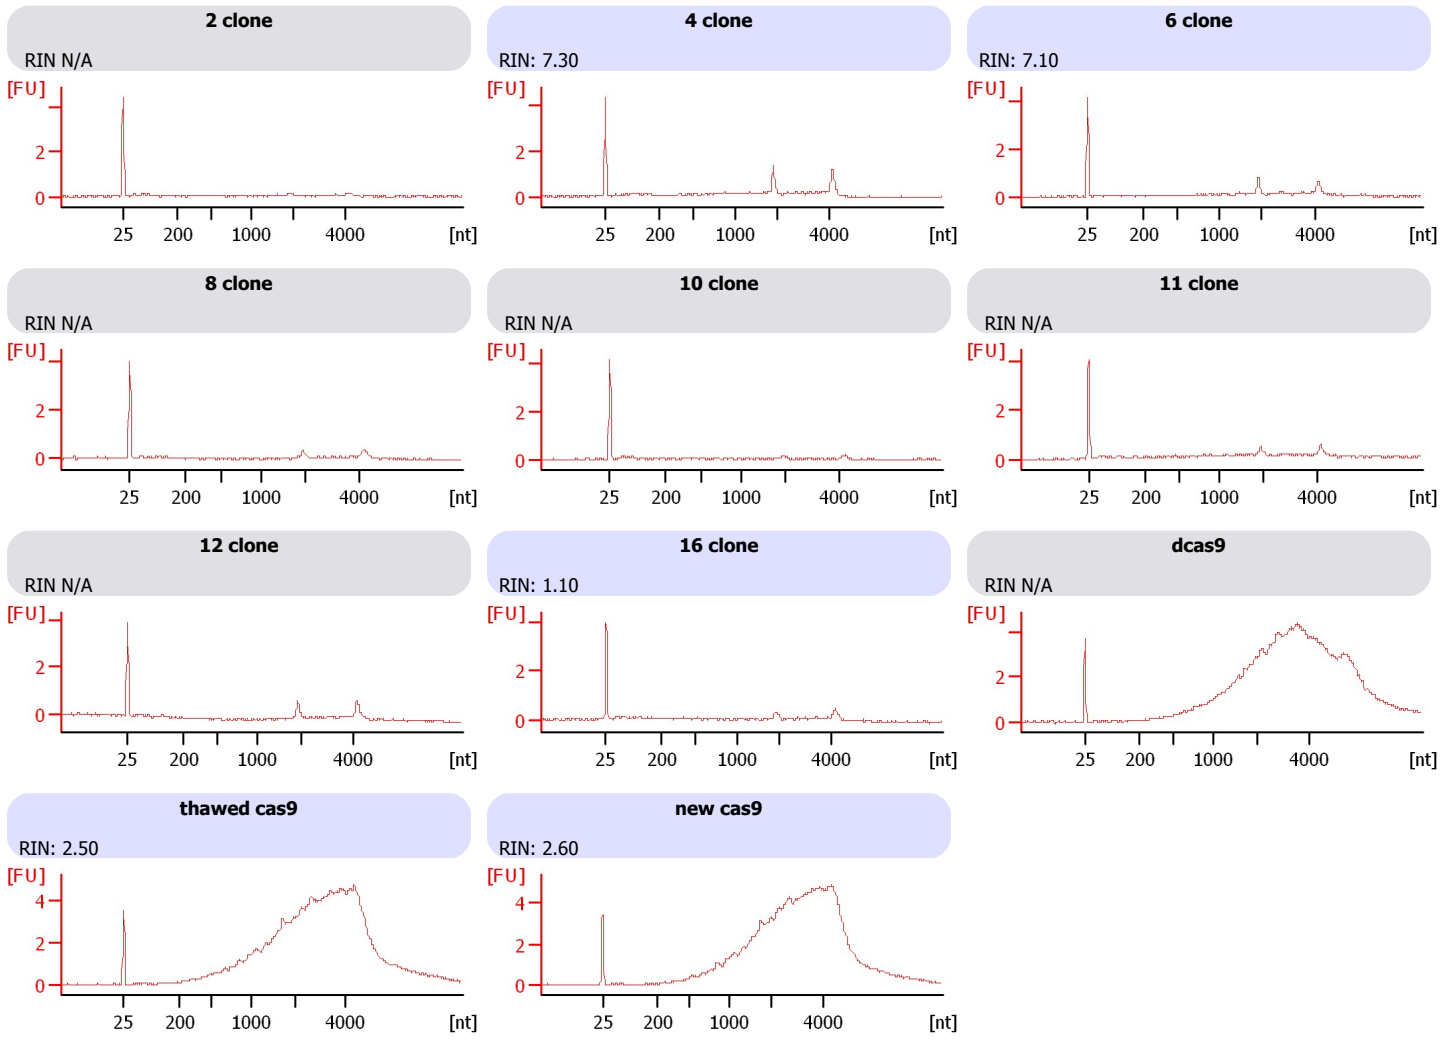 2 clone
RIN N/A
[FU]
2
0
25 200 1000 4000 [nt]
4 clone
RIN: 7.30
[FU]
2
0
25 200 1000 4000 [nt]
6 clone
RIN: 7.10
[FU]
2
0
25 200 1000 4000 [nt]
8 clone
RIN N/A
[FU]
2
0
25 200 1000 4000 [nt]
10 clone
RIN N/A
[FU]
2
0
25 200 1000 4000 [nt]
11 clone
RIN N/A
[FU]
2
0
25 200 1000 4000 [nt]
12 clone
RIN N/A
[FU]
2
0
25 200 1000 4000 [nt]
16 clone
RIN: 1.10
[FU]
2
0
25 200 1000 4000 [nt]
dcas9
RIN N/A
[FU]
2
0
25 200 1000 4000 [nt]
thawed cas9
RIN: 2.50
[FU]
4
2
0
25 200 1000 4000 [nt]
new cas9
RIN: 2.60
[FU]
4
2
0
25 200 1000 4000 [nt]